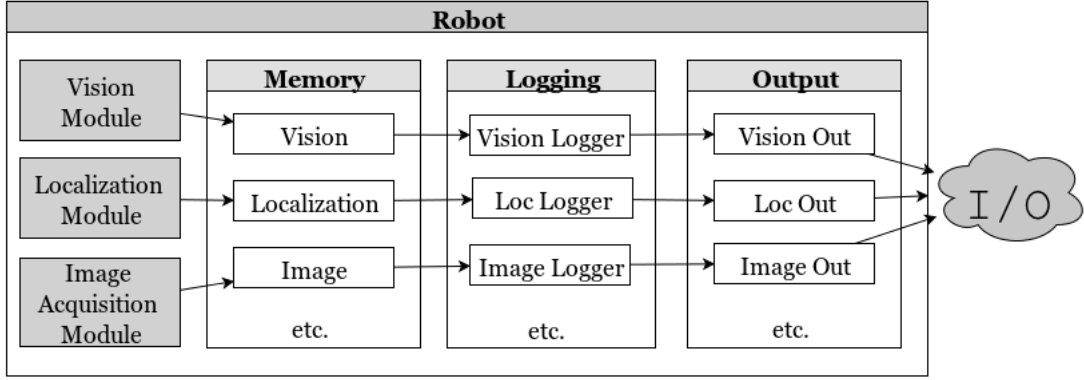 Robot
Vision
Module
Localization
Module
Image
Acquisition
Module
Memory
Vision
Localization
Image
etc.
Logging
Vision Logger
Loc Logger
Image Logger
etc.
Output
Vision Out
Loc Out
Image Out
etc.
I/O